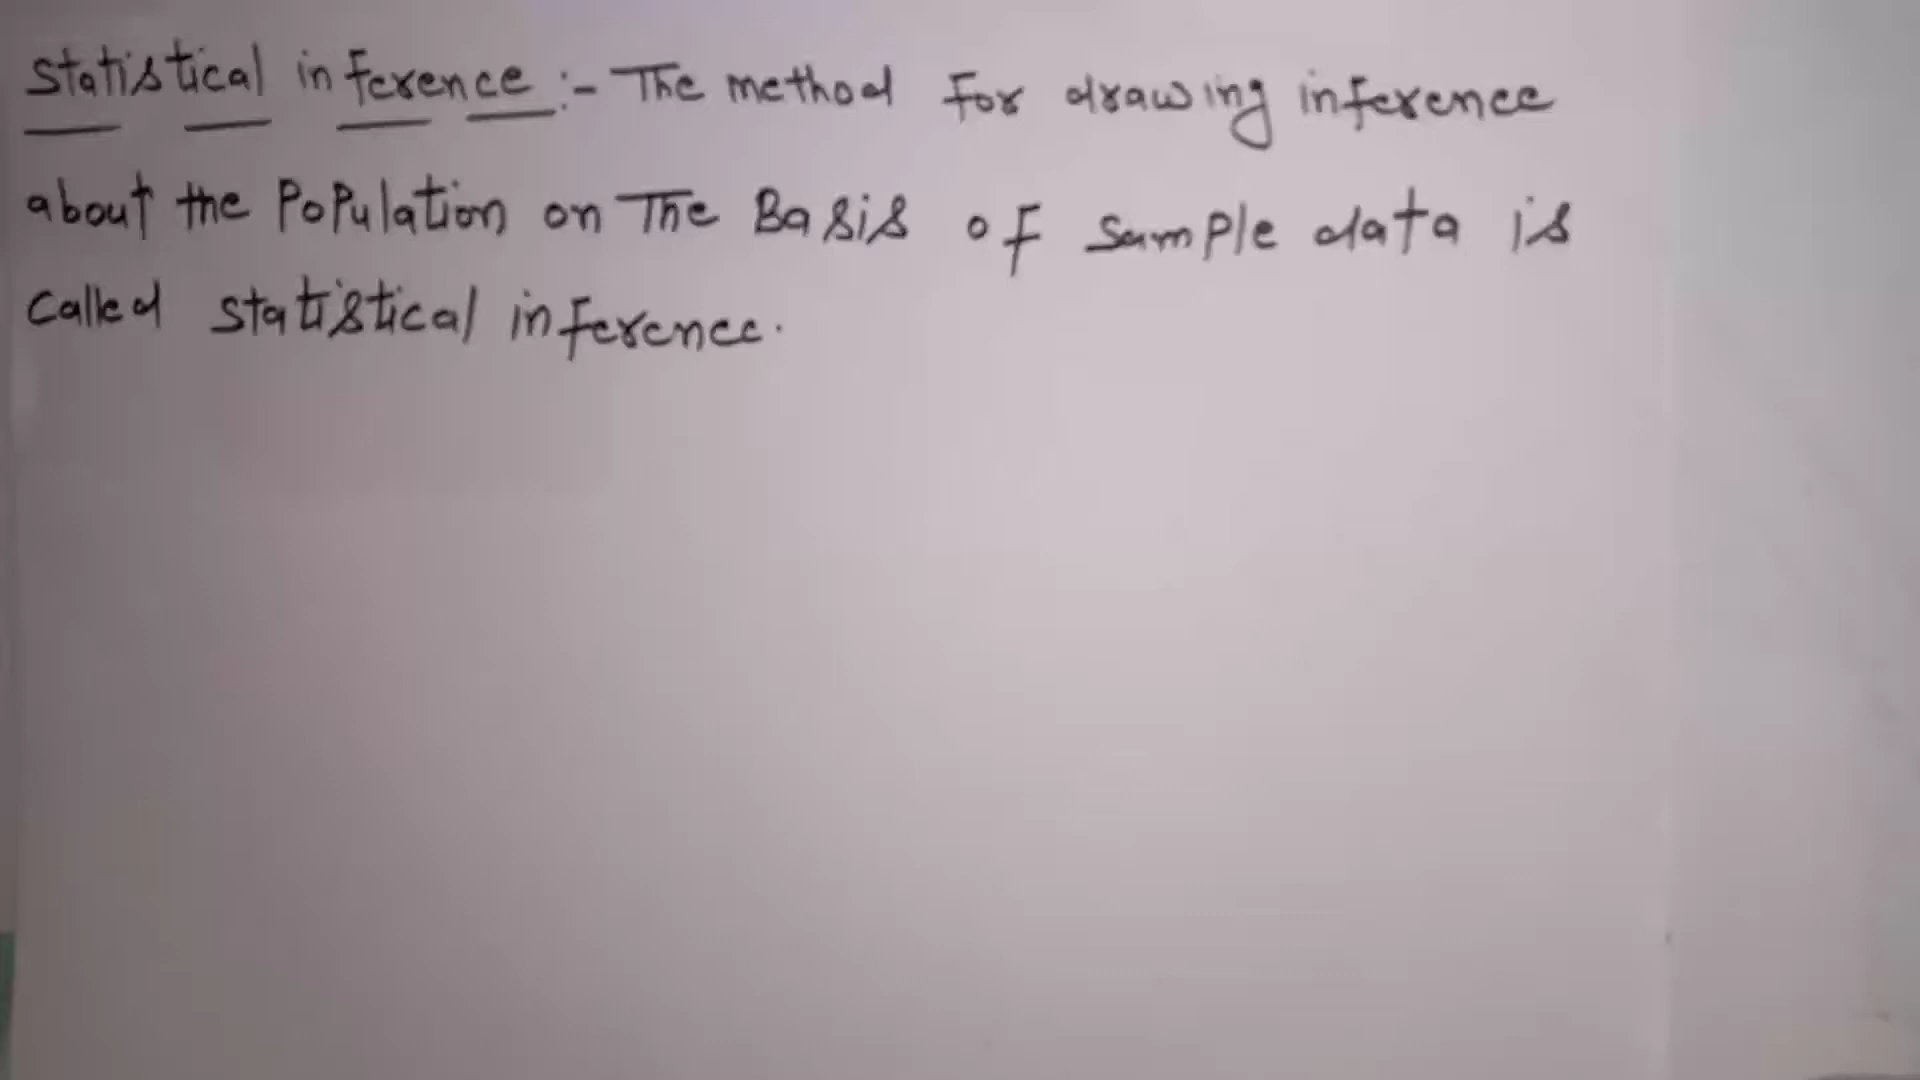 Statistical inference :- The method For drawing inference
about the Population on The Basis of Sample data is
Called Statistical inference.